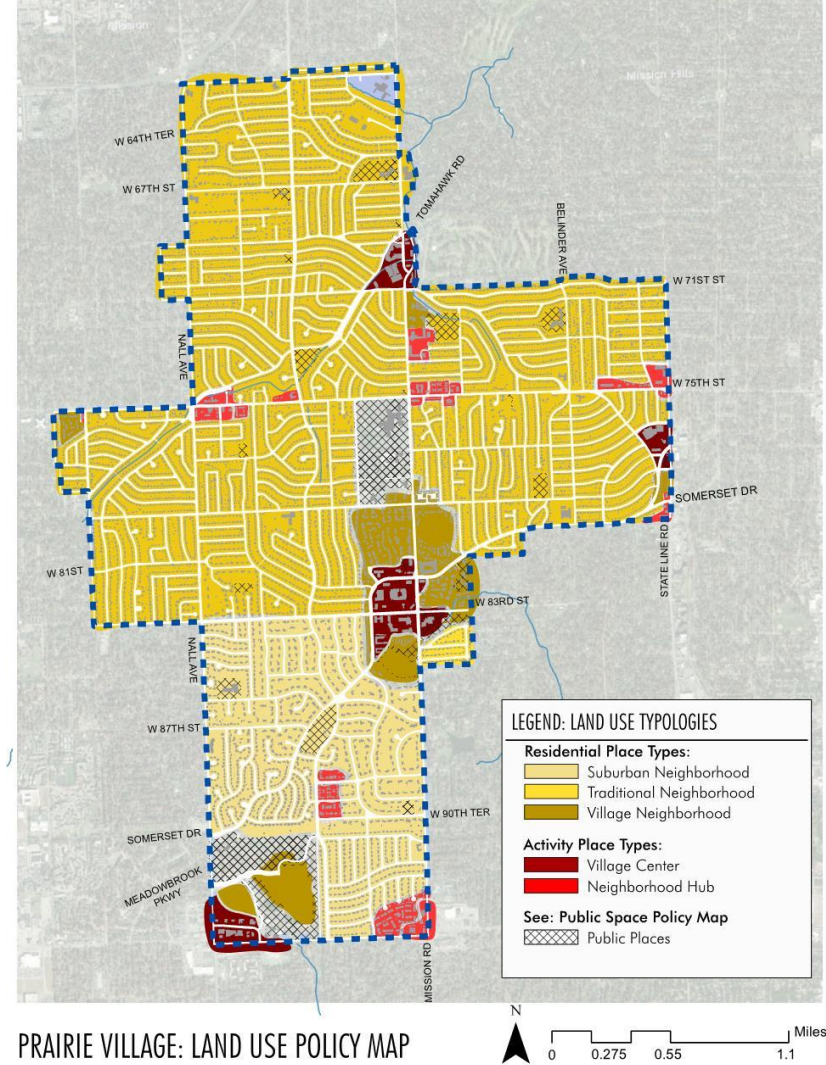 Mission
Mission Hills
W 64TH TER
W 67TH ST
TOMAHAWK RD
BELINDER AVE
W 71ST ST
NALL AVE
W 75TH ST
SOMERSET DR
STATE LINE RD
W 81ST
W 83RD ST
NALL AVE
W 87TH ST
W 90TH TER
SOMERSET DR
MEADOWBROOK
PKWY
MISSION RD
LEGEND: LAND USE TYPOLOGIES
Residential Place Types:
Suburban Neighborhood
Traditional Neighborhood
Village Neighborhood
Activity Place Types:
Village Center
Neighborhood Hub
See: Public Space Policy Map
Public Places
PRAIRIE VILLAGE: LAND USE POLICY MAP
N
Miles
0 0.275 0.55 1.1